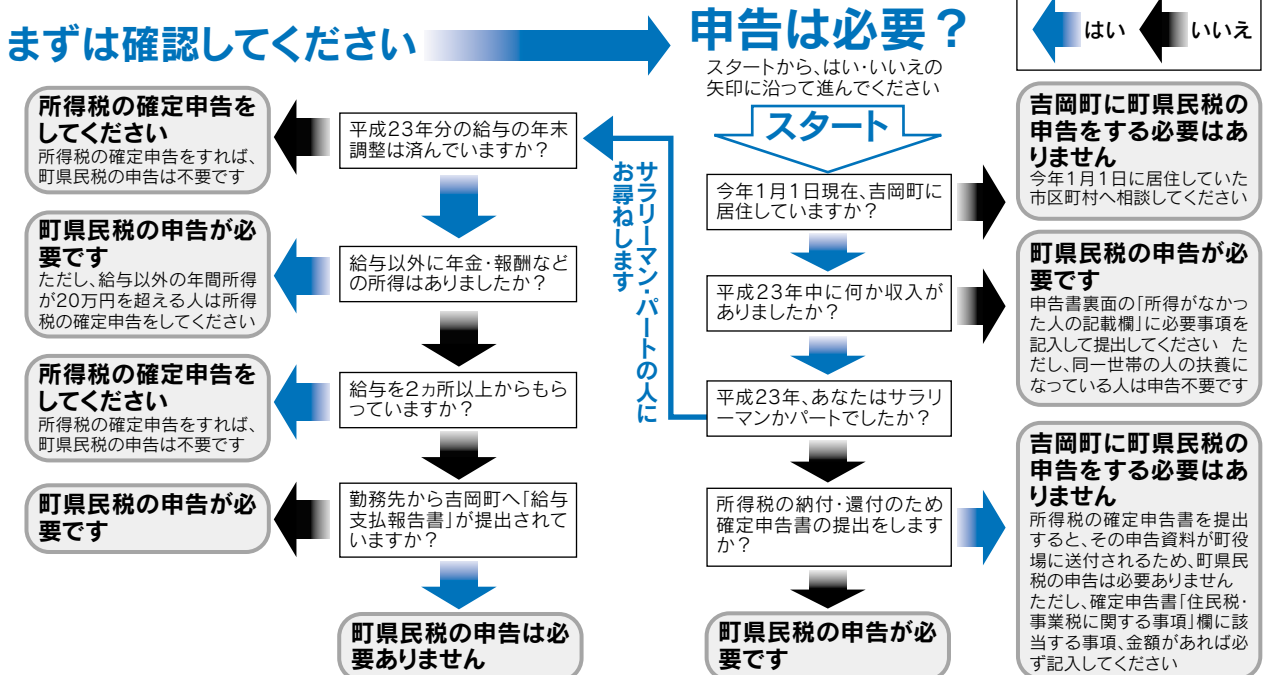 まずは確認してください
申告は必要？
スタートから、はい・いいえの
矢印に沿って進んでください
はい
いいえ
スタート
今年1月1日現在、吉岡町に
居住していますか？
吉岡町に町県民税の
申告をする必要はあ
りません
今年1月1日に居住していた
市区町村へ相談してください
平成23年中に何か収入が
ありましたか？
町県民税の申告が必
要です
申告書裏面の「所得がなかっ
た人の記載欄」に必要事項を
記入して提出してください　た
だし、同一世帯の人の扶養に
なっている人は申告不要です
平成23年、あなたはサラリ
ーマンかパートでしたか？
所得税の納付・還付のため
確定申告書の提出をします
か？
吉岡町に町県民税の
申告をする必要はあ
りません
所得税の確定申告書を提出
すると、その申告資料が町役
場に送付されるため、町県民
税の申告は必要ありません
ただし、確定申告書「住民税・
事業税に関する事項」欄に該
当する事項、金額があれば必
ず記入してください
町県民税の申告が必
要です
サラリーマン・パートの人に
お尋ねします
平成23年分の給与の年末
調整は済んでいますか？
所得税の確定申告を
してください
所得税の確定申告をすれば、
町県民税の申告は不要です
給与以外に年金・報酬など
の所得はありましたか？
町県民税の申告が必
要です
ただし、給与以外の年間所得
が20万円を超える人は所得
税の確定申告をしてください
給与を2ヵ所以上からもら
っていますか？
所得税の確定申告を
してください
所得税の確定申告をすれば、
町県民税の申告は不要です
勤務先から吉岡町へ「給与
支払報告書」が提出されて
いますか？
町県民税の申告が必
要です
町県民税の申告は必
要ありません